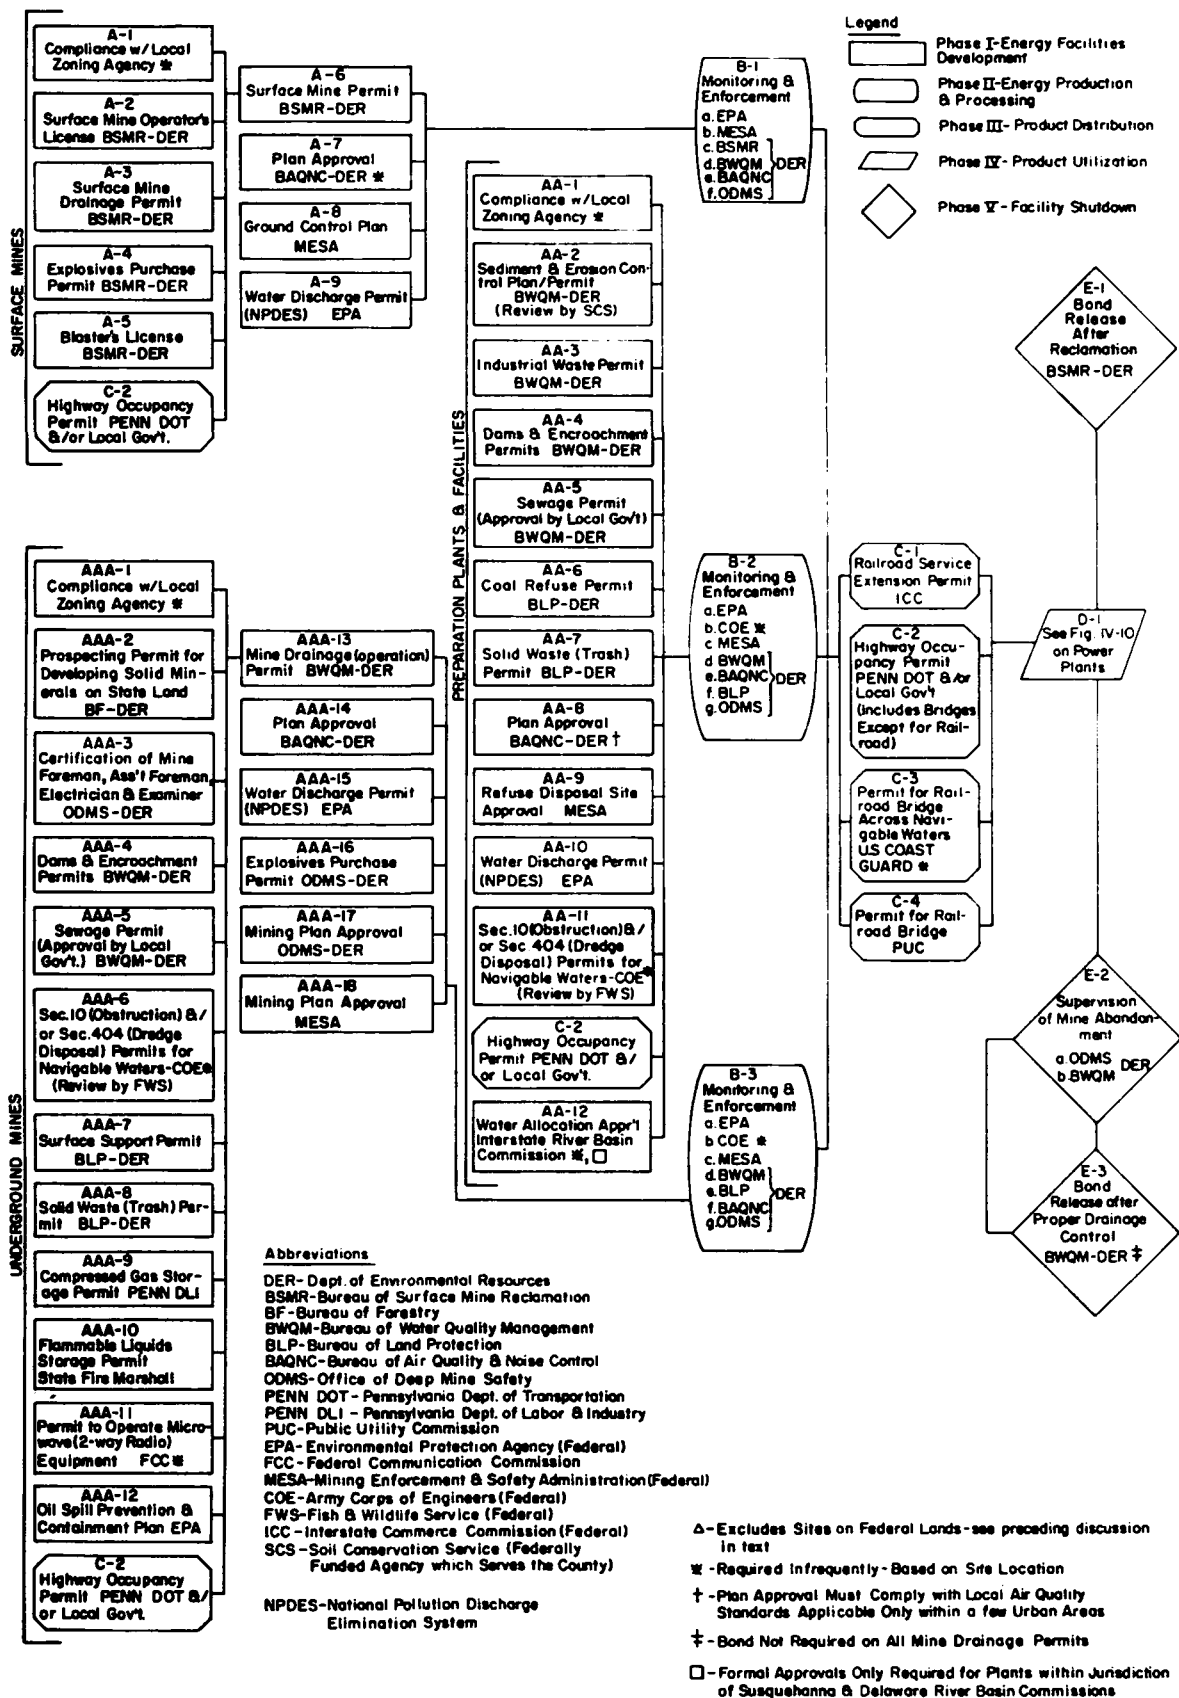 SURFACE MINES
A-1
Compliance w/Local
Zoning Agency *
A-2
Surface Mine Operator's
License BSMR-DER
A-3
Surface Mine
Drainage Permit
BSMR-DER
A-4
Explosives Purchase
Permit BSMR-DER
A-5
Blaster's License
BSMR-DER
C-2
Highway Occupancy
Permit PENN DOT
&/or Local Gov't.
A-6
Surface Mine Permit
BSMR-DER
A-7
Plan Approval
BAQNC-DER *
A-8
Ground Control Plan
MESA
A-9
Water Discharge Permit
(NPDES) EPA
UNDERGROUND MINES
AAA-1
Compliance w/Local
Zoning Agency *
AAA-2
Prospecting Permit for
Developing Solid Min-
erals on State Land
BF-DER
AAA-3
Certification of Mine
Foreman, Ass't Foreman,
Electrician & Examiner
ODMS-DER
AAA-4
Dams & Encroachment
Permits BWQM-DER
AAA-5
Sewage Permit
(Approval by Local
Gov't.) BWQM-DER
AAA-6
Sec.10 (Obstruction) &/
or Sec.404 (Dredge
Disposal) Permits for
Navigable Waters-COE*
(Review by FWS)
AAA-7
Surface Support Permit
BLP-DER
AAA-8
Solid Waste (Trash) Per-
mit BLP-DER
AAA-9
Compressed Gas Stor-
age Permit PENN DLI
AAA-10
Flammable Liquids
Storage Permit
State Fire Marshall
AAA-11
Permit to Operate Micro-
wave (2-way Radio)
Equipment FCC *
AAA-12
Oil Spill Prevention &
Containment Plan EPA
C-2
Highway Occupancy
Permit PENN DOT &/
or Local Gov't.
AAA-13
Mine Drainage (operation)
Permit BWQM-DER
AAA-14
Plan Approval
BAQNC-DER
AAA-15
Water Discharge Permit
(NPDES) EPA
AAA-16
Explosives Purchase
Permit ODMS-DER
AAA-17
Mining Plan Approval
ODMS-DER
AAA-18
Mining Plan Approval
MESA
PREPARATION PLANTS & FACILITIES
AA-1
Compliance w/Local
Zoning Agency *
AA-2
Sediment & Erosion Con-
trol Plan/Permit
BWQM-DER
(Review by SCS)
AA-3
Industrial Waste Permit
BWQM-DER
AA-4
Dams & Encroachment
Permits BWQM-DER
AA-5
Sewage Permit
(Approval by Local Gov't)
BWQM-DER
AA-6
Coal Refuse Permit
BLP-DER
AA-7
Solid Waste (Trash)
Permit BLP-DER
AA-8
Plan Approval
BAQNC-DER †
AA-9
Refuse Disposal Site
Approval MESA
AA-10
Water Discharge Permit
(NPDES) EPA
AA-11
Sec.10 (Obstruction) &/
or Sec. 404 (Dredge
Disposal) Permits for
Navigable Waters-COE*
(Review by FWS)
C-2
Highway Occupancy
Permit PENN DOT &/
or Local Gov't.
AA-12
Water Allocation Appr'l
Interstate River Basin
Commission *, □
B-1
Monitoring &
Enforcement
a. EPA
b. MESA
c. BSMR
d. BWQM
e. BAQNC
f. ODMS
DER
B-2
Monitoring &
Enforcement
a. EPA
b. COE *
c. MESA
d BWQM
e. BAQNC
f. BLP
g. ODMS
DER
B-3
Monitoring &
Enforcement
a. EPA
b COE *
c. MESA
d. BWQM
e. BLP
f. BAQNC
g. ODMS
DER
C-1
Railroad Service
Extension Permit
ICC
C-2
Highway Occu-
pancy Permit
PENN DOT &/or
Local Gov't
(includes Bridges
Except for Rail-
road)
C-3
Permit for Rail-
road Bridge
Across Navi-
gable Waters
U.S COAST
GUARD *
C-4
Permit for Rail-
road Bridge
PUC
Legend
Phase I-Energy Facilities
Development
Phase II-Energy Production
& Processing
Phase III- Product Distribution
Phase IV- Product Utilization
Phase V- Facility Shutdown
E-1
Bond
Release
After
Reclamation
BSMR-DER
D-1
See Fig. IV-10
on Power
Plants
E-2
Supervision
of Mine Abandon-
ment
a. ODMS
b. BWQM
DER
E-3
Bond
Release after
Proper Drainage
Control
BWQM-DER ‡
Abbreviations
DER- Dept. of Environmental Resources
BSMR-Bureau of Surface Mine Reclamation
BF-Bureau of Forestry
BWQM-Bureau of Water Quality Management
BLP-Bureau of Land Protection
BAQNC-Bureau of Air Quality & Noise Control
ODMS-Office of Deep Mine Safety
PENN DOT - Pennsylvania Dept. of Transportation
PENN DLI - Pennsylvania Dept. of Labor & Industry
PUC-Public Utility Commission
EPA- Environmental Protection Agency (Federal)
FCC - Federal Communication Commission
MESA-Mining Enforcement & Safety Administration (Federal)
COE-Army Corps of Engineers (Federal)
FWS-Fish & Wildlife Service (Federal)
ICC - Interstate Commerce Commission (Federal)
SCS - Soil Conservation Service (Federally
Funded Agency which Serves the County)
NPDES-National Pollution Discharge
Elimination System
Δ-Excludes Sites on Federal Lands-see preceding discussion
in text
* -Required Infrequently-Based on Site Location
† -Plan Approval Must Comply with Local Air Quality
Standards Applicable Only within a few Urban Areas
‡ -Bond Not Required on All Mine Drainage Permits
□ -Formal Approvals Only Required for Plants within Jurisdiction
of Susquehanna & Delaware River Basin Commissions